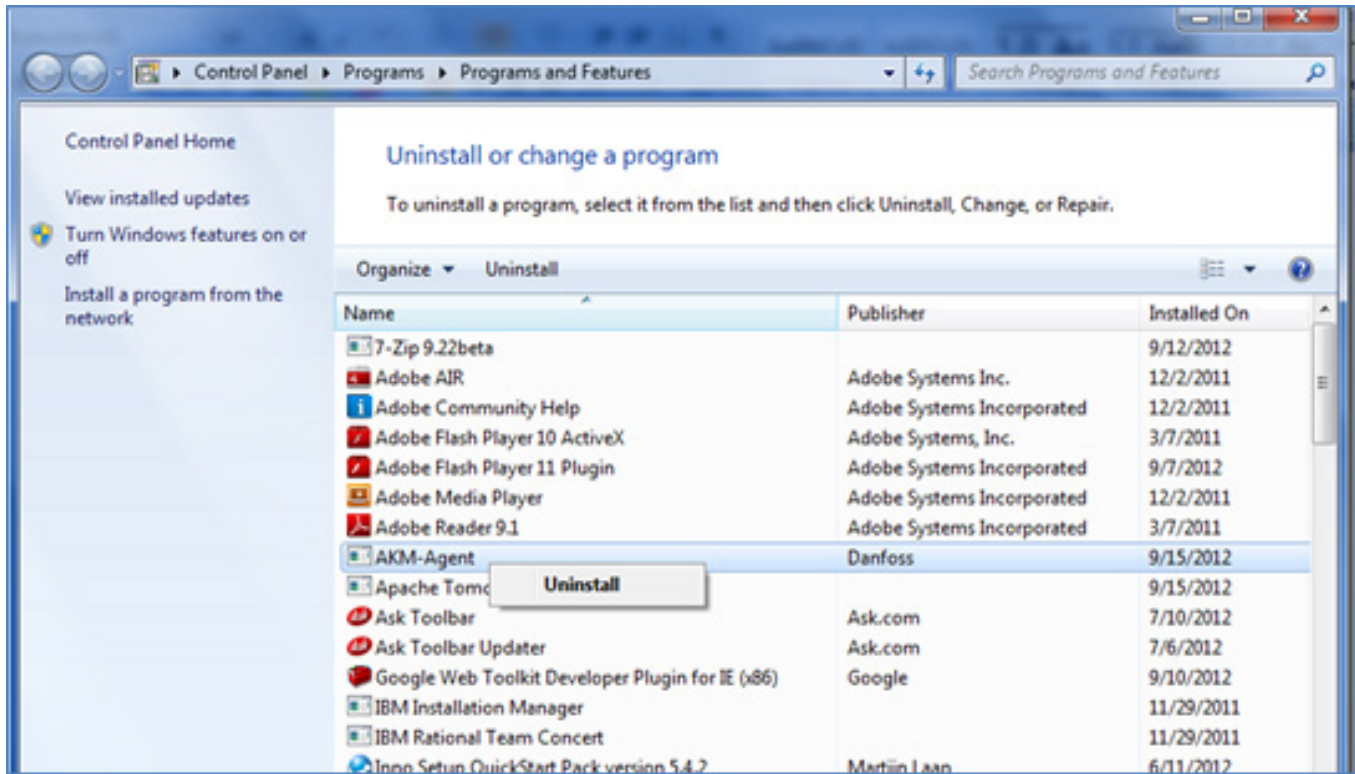 Control Panel Programs Programs and Features
Search Programs and Features
Control Panel Home
View installed updates
Turn Windows features on or
off
Install a program from the
network
Uninstall or change a program
To uninstall a program, select it from the list and then click Uninstall, Change, or Repair.
Organize Uninstall
Name Publisher Installed On
7-Zip 9.22beta 9/12/2012
Adobe AIR Adobe Systems Inc. 12/2/2011
Adobe Community Help Adobe Systems Incorporated 12/2/2011
Adobe Flash Player 10 ActiveX Adobe Systems, Inc. 3/7/2011
Adobe Flash Player 11 Plugin Adobe Systems Incorporated 9/7/2012
Adobe Media Player Adobe Systems Incorporated 12/2/2011
Adobe Reader 9.1 Adobe Systems Incorporated 3/7/2011
AKM-Agent Danfoss 9/15/2012
Uninstall
Apache Tomc 9/15/2012
Ask Toolbar Ask.com 7/10/2012
Ask Toolbar Updater Ask.com 7/6/2012
Google Web Toolkit Developer Plugin for IE (x86) Google 9/10/2012
IBM Installation Manager 11/29/2011
IBM Rational Team Concert 11/29/2011
Inno Setup QuickStart Pack version 5.4.2 Martijn Laan 6/11/2012